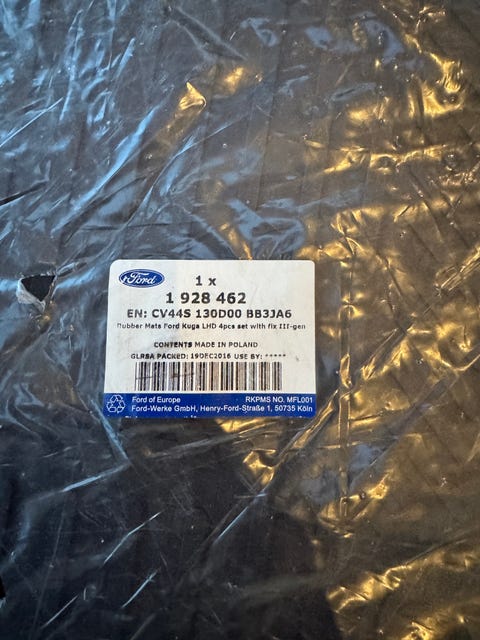 Ford
1 x
1 928 462
EN: CV44S 130D00 BB3JA6
Rubber Mats Ford Kuga LHD 4pcs set with fix III-gen
CONTENTS MADE IN POLAND
GLRSA PACKED: 19DEC2016 USE BY: *****
Ford of Europe RKPMS NO. MFL001
Ford-Werke GmbH, Henry-Ford-Straße 1, 50735 Köln